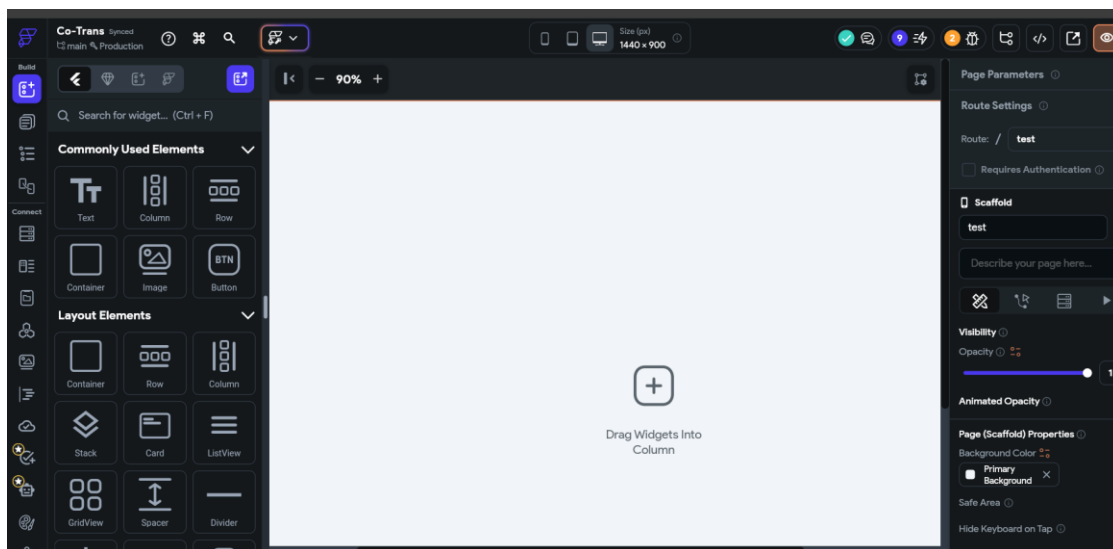 Co-Trans Synced
main Production
Size (px)
1440 × 900
9
2
Build
Connect
90%
Search for widget... (Ctrl + F)
Commonly Used Elements
Text
Column
Row
BTN
Container
Image
Button
Layout Elements
Container
Row
Column
Stack
Card
ListView
GridView
Spacer
Divider
Drag Widgets Into
Column
Page Parameters
Route Settings
Route: / test
Requires Authentication
Scaffold
test
Describe your page here...
Visibility
Opacity
1
Animated Opacity
Page (Scaffold) Properties
Background Color
Primary
Background
Safe Area
Hide Keyboard on Tap